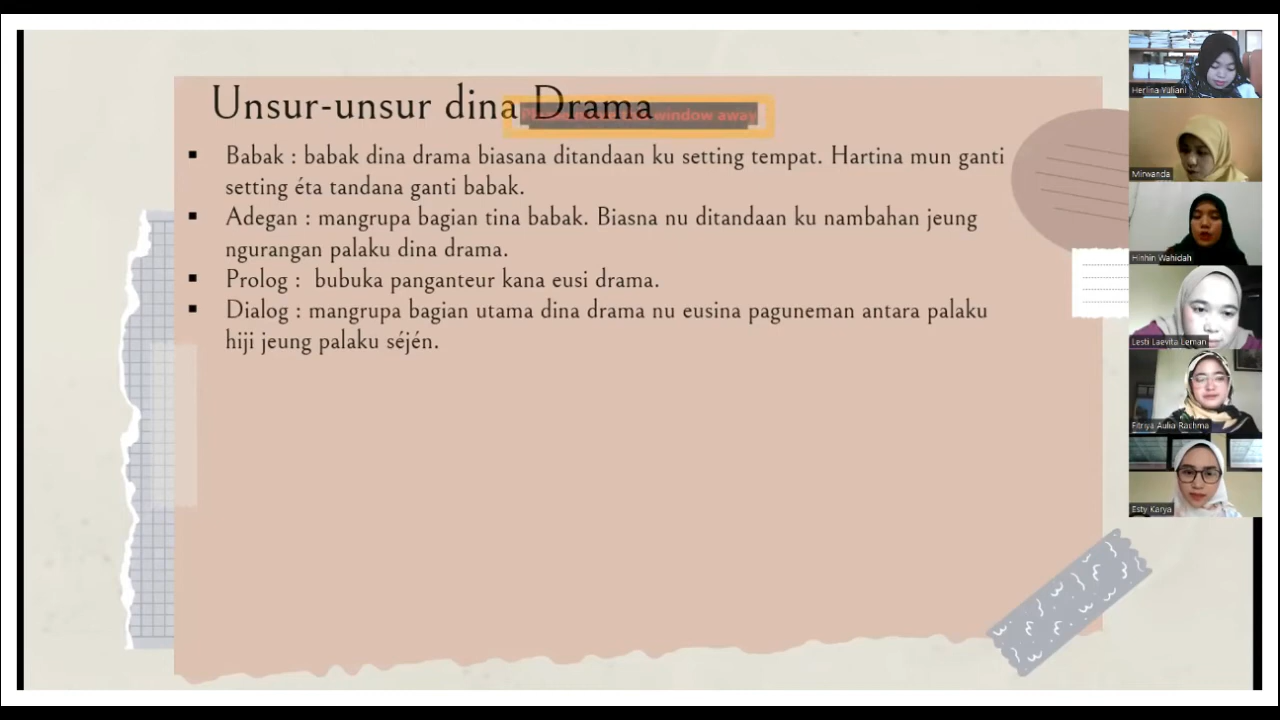 Unsur-unsur dina Drama
window away
▪ Babak : babak dina drama biasana ditandaan ku setting tempat. Hartina mun ganti
setting éta tandana ganti babak.
▪ Adegan : mangrupa bagian tina babak. Biasna nu ditandaan ku nambahan jeung
ngurangan palaku dina drama.
▪ Prolog : bubuka panganteur kana eusi drama.
▪ Dialog : mangrupa bagian utama dina drama nu eusina paguneman antara palaku
hiji jeung palaku séjén.
Herlina Yuliani
Mirwanda
Hinhin Wahidah
Lesti Laevita Leman
Fitriya Aulia Rachma
Esty Karya